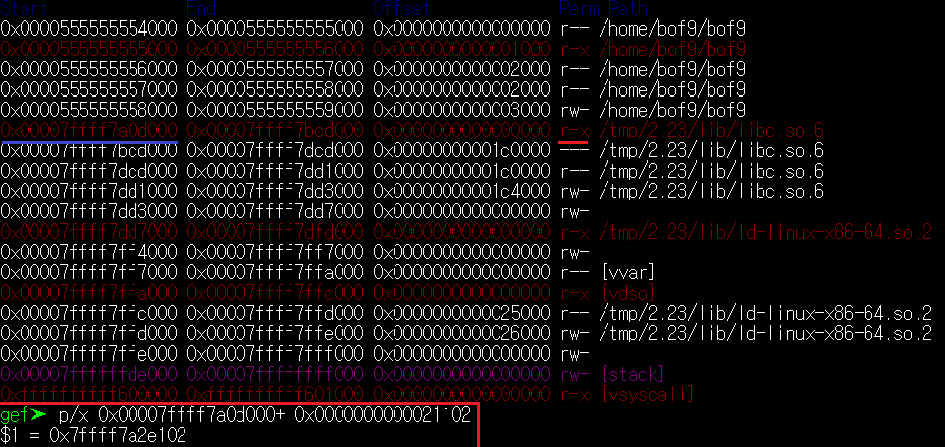 Start End Offset Perm Path
0x0000555555554000 0x0000555555555000 0x0000000000000000 r-- /home/bof9/bof9
0x0000555555555000 0x0000555555556000 0x0000000000001000 r-x /home/bof9/bof9
0x0000555555556000 0x0000555555557000 0x0000000000002000 r-- /home/bof9/bof9
0x0000555555557000 0x0000555555558000 0x0000000000002000 r-- /home/bof9/bof9
0x0000555555558000 0x0000555555559000 0x0000000000003000 rw- /home/bof9/bof9
0x00007ffff7a0d000 0x00007ffff7bcd000 0x0000000000000000 r-x /tmp/2.23/lib/libc.so.6
0x00007ffff7bcd000 0x00007ffff7dcd000 0x00000000001c0000 --- /tmp/2.23/lib/libc.so.6
0x00007ffff7dcd000 0x00007ffff7dd1000 0x00000000001c0000 r-- /tmp/2.23/lib/libc.so.6
0x00007ffff7dd1000 0x00007ffff7dd3000 0x00000000001c4000 rw- /tmp/2.23/lib/libc.so.6
0x00007ffff7dd3000 0x00007ffff7dd7000 0x0000000000000000 rw-
0x00007ffff7dd7000 0x00007ffff7dfd000 0x0000000000000000 r-x /tmp/2.23/lib/ld-linux-x86-64.so.2
0x00007ffff7ff4000 0x00007ffff7ff7000 0x0000000000000000 rw-
0x00007ffff7ff7000 0x00007ffff7ffa000 0x0000000000000000 r-- [vvar]
0x00007ffff7ffa000 0x00007ffff7ffc000 0x0000000000000000 r-x [vdso]
0x00007ffff7ffc000 0x00007ffff7ffd000 0x0000000000025000 r-- /tmp/2.23/lib/ld-linux-x86-64.so.2
0x00007ffff7ffd000 0x00007ffff7ffe000 0x0000000000026000 rw- /tmp/2.23/lib/ld-linux-x86-64.so.2
0x00007ffff7ffe000 0x00007ffff7fff000 0x0000000000000000 rw-
0x00007ffffffde000 0x00007ffffffff000 0x0000000000000000 rw- [stack]
0xffffffffff600000 0xffffffffff601000 0x0000000000000000 r-x [vsyscall]
gef➤ p/x 0x00007ffff7a0d000+ 0x0000000000021102
$1 = 0x7ffff7a2e102